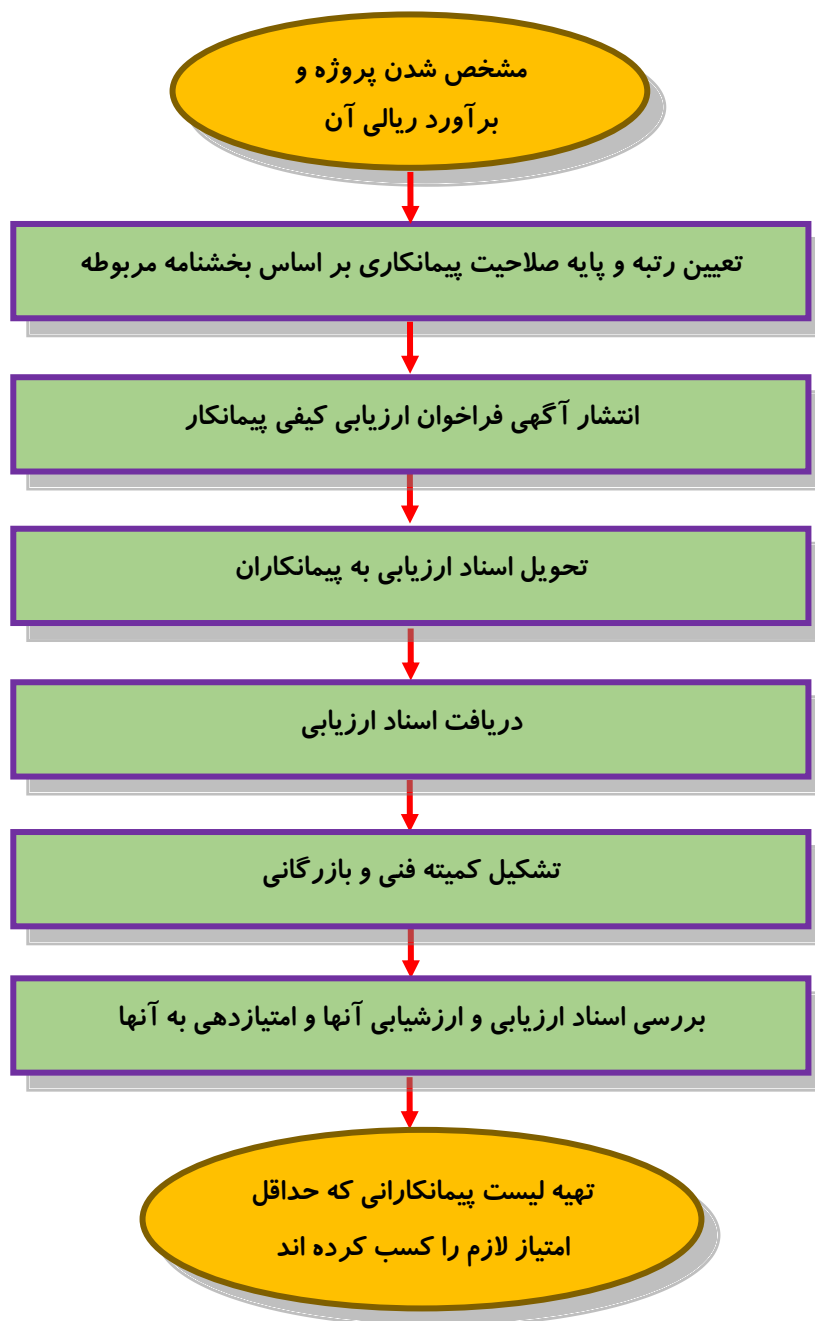 مشخص شدن پروژه و
برآورد ریالی آن
تعیین رتبه و پایه صلاحیت پیمانکاری بر اساس بخشنامه مربوطه
انتشار آگهی فراخوان ارزیابی کیفی پیمانکار
تحویل اسناد ارزیابی به پیمانکاران
دریافت اسناد ارزیابی
تشکیل کمیته فنی و بازرگانی
بررسی اسناد ارزیابی و ارزشیابی آنها و امتیازدهی به آنها
تهیه لیست پیمانکارانی که حداقل
امتیاز لازم را کسب کرده اند